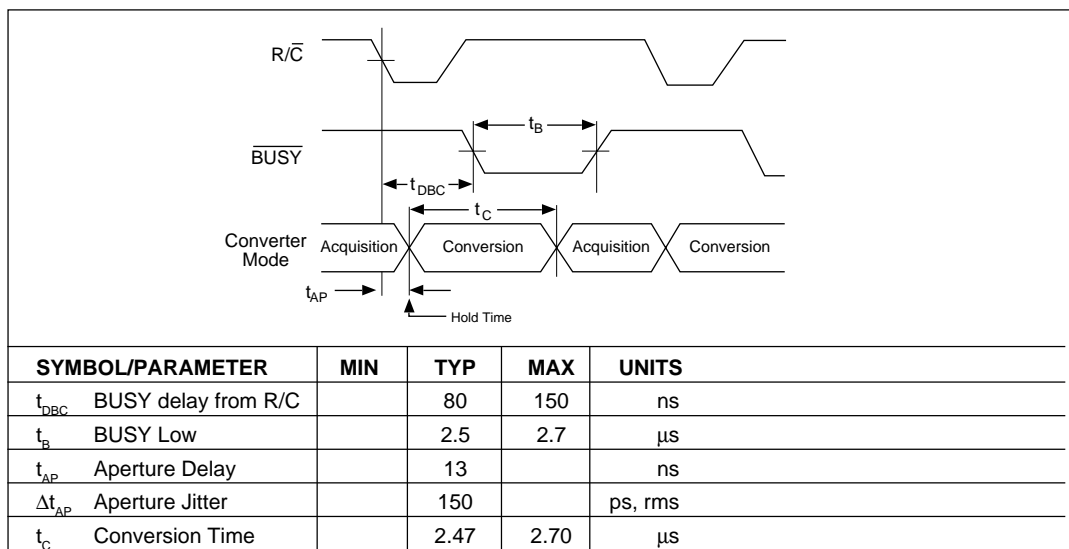 R/C̅
t_B
B̅U̅S̅Y̅
t_DBC
t_C
Converter Mode
Acquisition Conversion Acquisition Conversion
t_AP
Hold Time
SYMBOL/PARAMETER MIN TYP MAX UNITS
t_DBC BUSY delay from R/C 80 150 ns
t_B BUSY Low 2.5 2.7 µs
t_AP Aperture Delay 13 ns
Δt_AP Aperture Jitter 150 ps, rms
t_C Conversion Time 2.47 2.70 µs